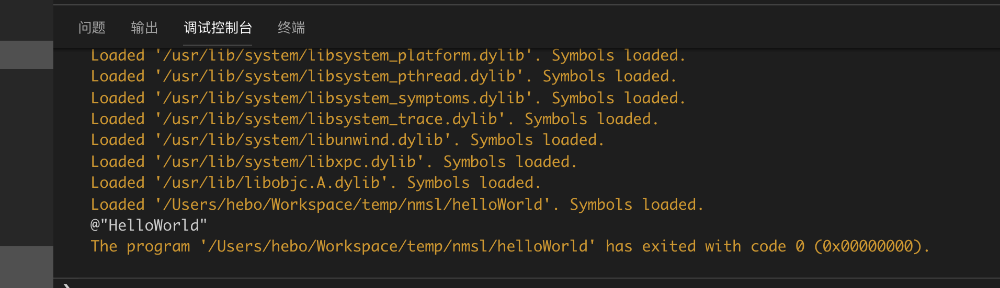 问题 输出 调试控制台 终端
Loaded '/usr/lib/system/libsystem_platform.dylib'. Symbols loaded.
Loaded '/usr/lib/system/libsystem_pthread.dylib'. Symbols loaded.
Loaded '/usr/lib/system/libsystem_symptoms.dylib'. Symbols loaded.
Loaded '/usr/lib/system/libsystem_trace.dylib'. Symbols loaded.
Loaded '/usr/lib/system/libunwind.dylib'. Symbols loaded.
Loaded '/usr/lib/system/libxpc.dylib'. Symbols loaded.
Loaded '/usr/lib/libobjc.A.dylib'. Symbols loaded.
Loaded '/Users/hebo/Workspace/temp/nmsl/helloWorld'. Symbols loaded.
@"HelloWorld"
The program '/Users/hebo/Workspace/temp/nmsl/helloWorld' has exited with code 0 (0x00000000).